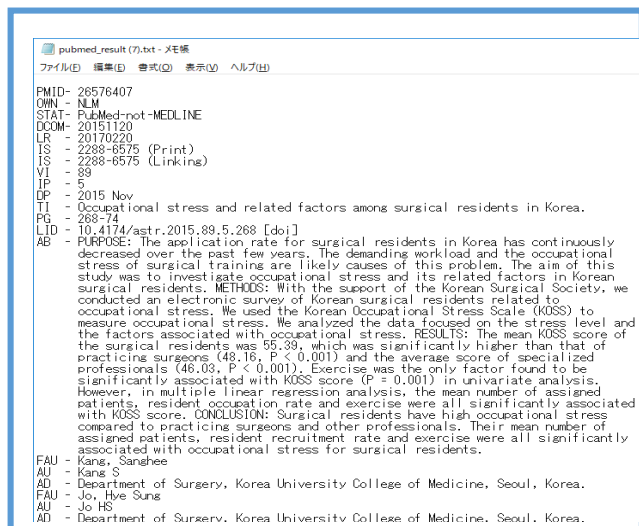 pubmed_result (7).txt - メモ帳
ファイル(F) 編集(E) 書式(O) 表示(V) ヘルプ(H)
PMID- 26576407
OWN - NLM
STAT- PubMed-not-MEDLINE
DCOM- 20151120
LR - 20170220
IS - 2288-6575 (Print)
IS - 2288-6575 (Linking)
VI - 89
IP - 5
DP - 2015 Nov
TI - Occupational stress and related factors among surgical residents in Korea.
PG - 268-74
LID - 10.4174/astr.2015.89.5.268 [doi]
AB - PURPOSE: The application rate for surgical residents in Korea has continuously
decreased over the past few years. The demanding workload and the occupational
stress of surgical training are likely causes of this problem. The aim of this
study was to investigate occupational stress and its related factors in Korean
surgical residents. METHODS: With the support of the Korean Surgical Society, we
conducted an electronic survey of Korean surgical residents related to
occupational stress. We used the Korean Occupational Stress Scale (KOSS) to
measure occupational stress. We analyzed the data focused on the stress level and
the factors associated with occupational stress. RESULTS: The mean KOSS score of
the surgical residents was 55.39, which was significantly higher than that of
practicing surgeons (48.16, P < 0.001) and the average score of specialized
professionals (46.03, P < 0.001). Exercise was the only factor found to be
significantly associated with KOSS score (P = 0.001) in univariate analysis.
However, in multiple linear regression analysis, the mean number of assigned
patients, resident occupation rate and exercise were all significantly associated
with KOSS score. CONCLUSION: Surgical residents have high occupational stress
compared to practicing surgeons and other professionals. Their mean number of
assigned patients, resident recruitment rate and exercise were all significantly
associated with occupational stress for surgical residents.
FAU - Kang, Sanghee
AU - Kang S
AD - Department of Surgery, Korea University College of Medicine, Seoul, Korea.
FAU - Jo, Hye Sung
AU - Jo HS
AD - Department of Surgery, Korea University College of Medicine, Seoul, Korea.